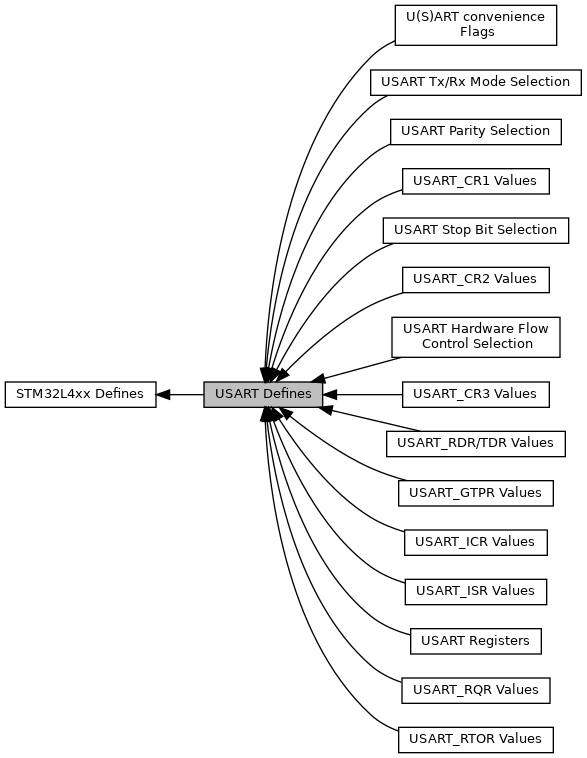 U(S)ART convenience
Flags
USART Tx/Rx Mode Selection
USART Parity Selection
USART_CR1 Values
USART Stop Bit Selection
USART_CR2 Values
USART Hardware Flow
Control Selection
STM32L4xx Defines
USART Defines
USART_CR3 Values
USART_RDR/TDR Values
USART_GTPR Values
USART_ICR Values
USART_ISR Values
USART Registers
USART_RQR Values
USART_RTOR Values